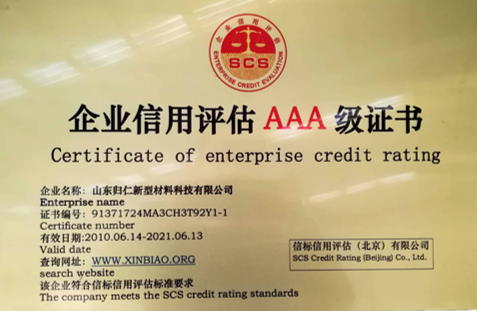 企业信用评估
ENTERPRISE CREDIT EVALUATION
SCS
企业信用评估 AAA 级证书
Certificate of enterprise credit rating
企业名称：山东归仁新型材料科技有限公司
Enterprise name
证书编号：91371724MA3CH3T92Y1-1
Certificate number
有效日期:2010.06.14-2021.06.13
Valid date
查询网址:WWW.XINBIAO.ORG
search website
该企业符合信标信用评估标准要求
The company meets the SCS credit rating standards
信标信用评估（北京）有限公司
SCS Credit Rating (Beijing) Co., Ltd.